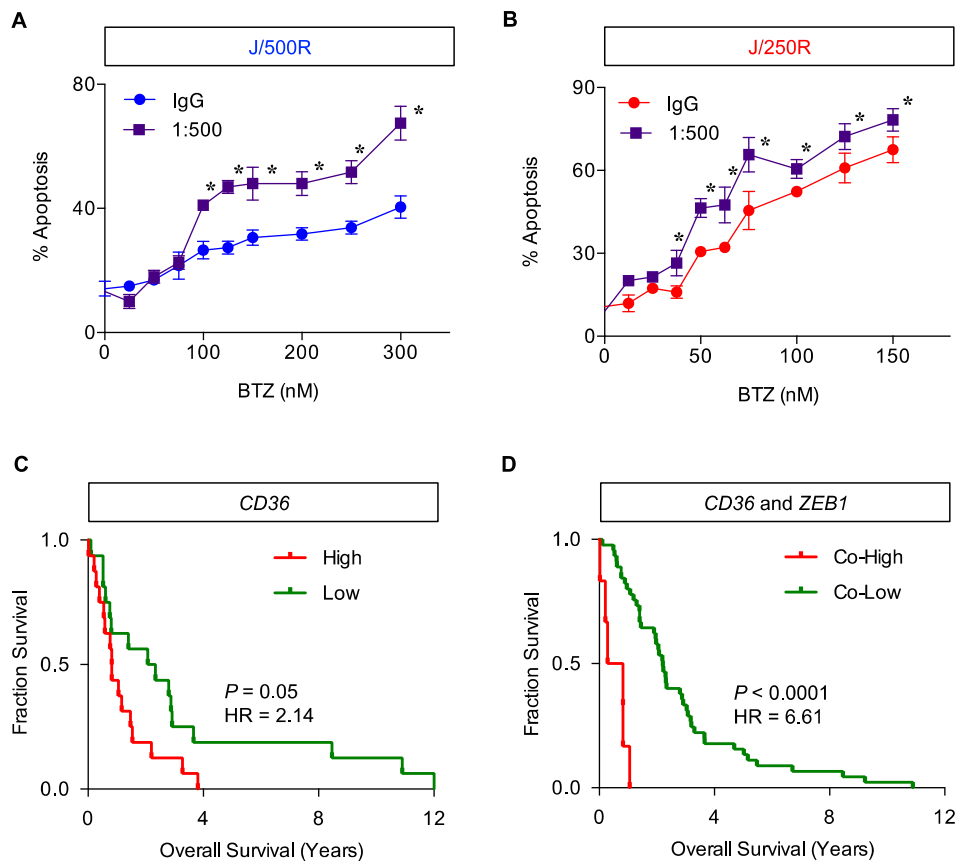 A
J/500R
80
40
0
% Apoptosis
IgG
1:500
* * * * * *
0 100 200 300
BTZ (nM)
B
J/250R
90
60
30
0
% Apoptosis
IgG
1:500
* * * * * * *
0 50 100 150
BTZ (nM)
C
CD36
1.0
0.5
0.0
Fraction Survival
High
Low
P = 0.05
HR = 2.14
0 4 8 12
Overall Survival (Years)
D
CD36 and ZEB1
1.0
0.5
0.0
Fraction Survival
Co-High
Co-Low
P < 0.0001
HR = 6.61
0 4 8 12
Overall Survival (Years)